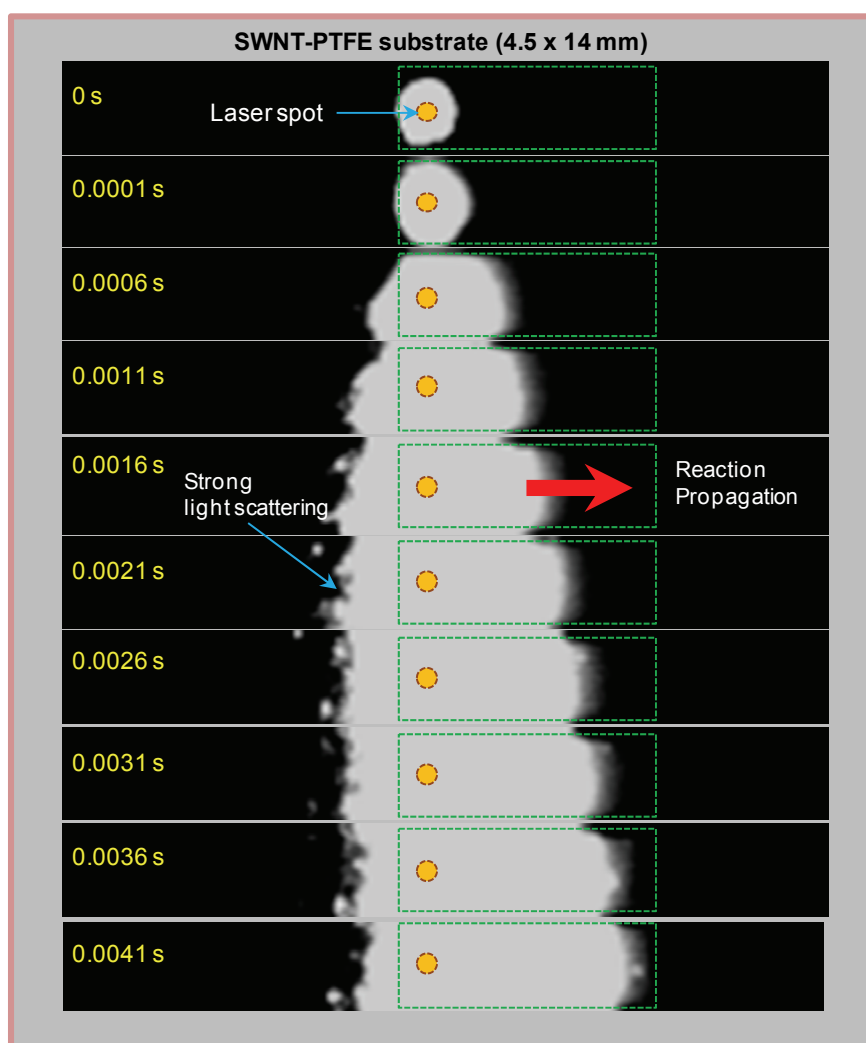 SWNT-PTFE substrate (4.5 x 14 mm)
0 s
Laser spot
0.0001 s
0.0006 s
0.0011 s
0.0016 s
Reaction
Propagation
Strong
light scattering
0.0021 s
0.0026 s
0.0031 s
0.0036 s
0.0041 s